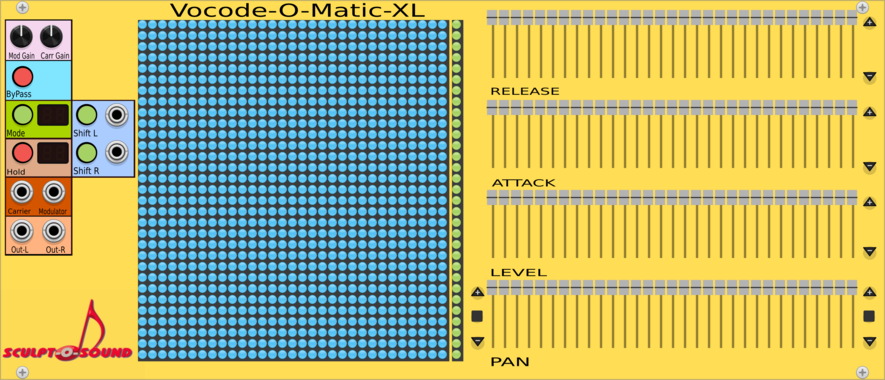 Vocode-O-Matic-XL
Mod Gain Carr Gain
ByPass
Mode
Shift L
Hold
Shift R
Carrier Modulator
Out-L Out-R
SCULPT-O-SOUND
RELEASE
ATTACK
LEVEL
PAN